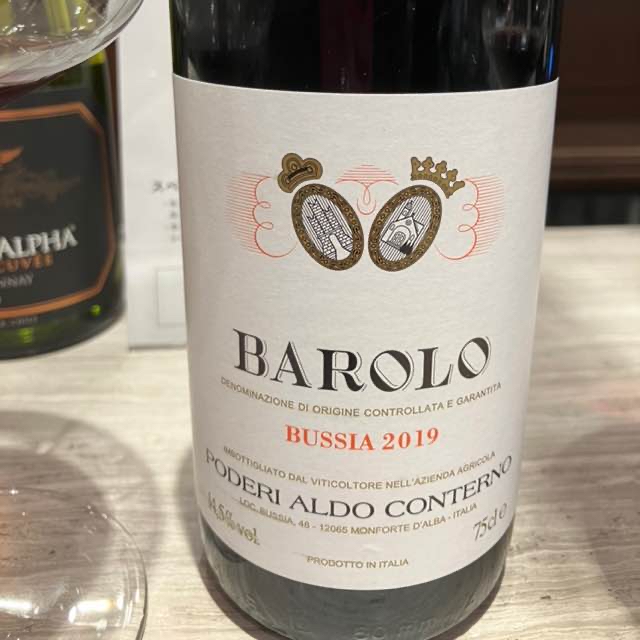 ALPHA
CUVÉE
BAROLO
DENOMINAZIONE DI ORIGINE CONTROLLATA E GARANTITA
BUSSIA 2019
IMBOTTIGLIATO DAL VITICOLTORE NELL'AZIENDA AGRICOLA
PODERI ALDO CONTERNO
LOC. BUSSIA, 48 - 12065 MONFORTE D'ALBA - ITALIA
14,5% vol.
75cl e
PRODOTTO IN ITALIA